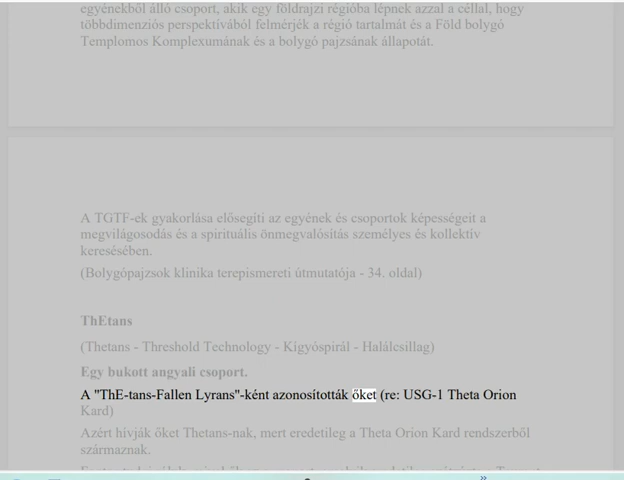 egyénekből álló csoport, akik egy földrajzi régióba lépnek azzal a céllal, hogy
többdimenziós perspektívából felmérjék a régió tartalmát és a Föld bolygó
Templomos Komplexumának és a bolygó pajzsának állapotát.
A TGTF-ek gyakorlása elősegíti az egyének és csoportok képességeit a
megvilágosodás és a spirituális önmegvalósítás személyes és kollektív
keresésében.
(Bolygópajzsok klinika terepismereti útmutatója - 34. oldal)
ThEtans
(Thetans - Threshold Technology - Kígyóspirál - Halálcsillag)
Egy bukott angyali csoport.
A "ThE-tans-Fallen Lyrans"-ként azonosították őket (re: USG-1 Theta Orion
Kard)
Azért hívják őket Thetans-nak, mert eredetileg a Theta Orion Kard rendszerből
származnak.